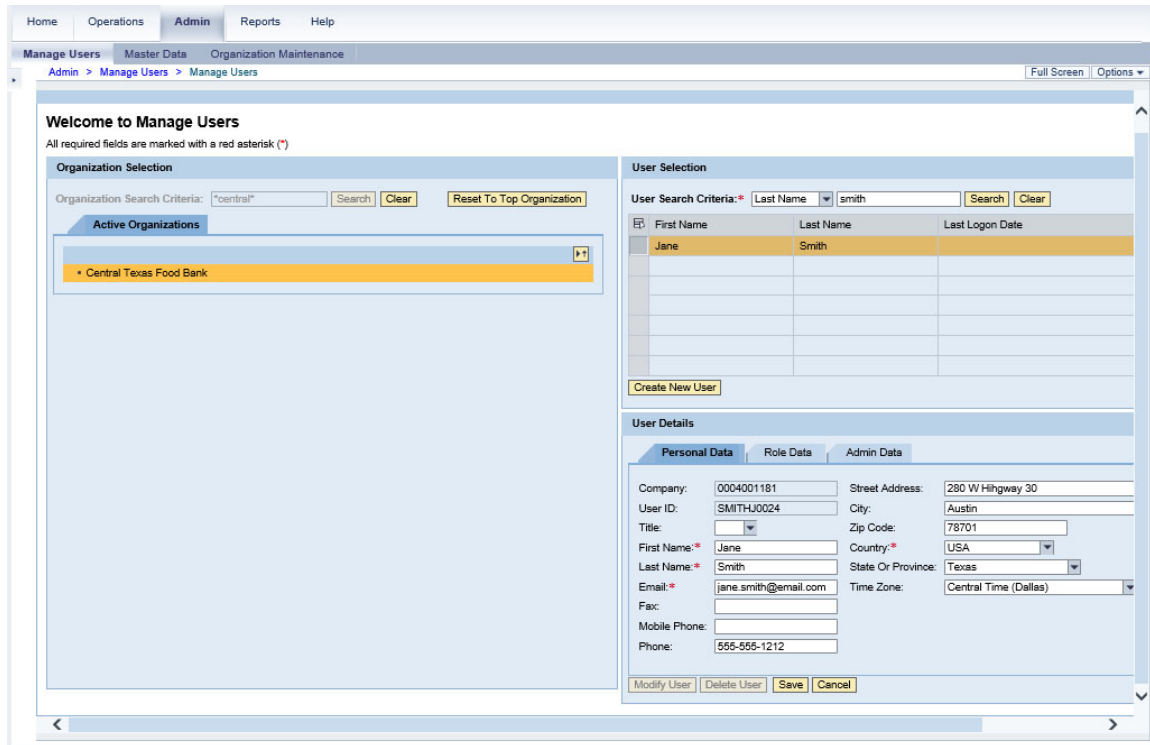 Home Operations Admin Reports Help
Manage Users Master Data Organization Maintenance
Admin > Manage Users > Manage Users
Full Screen Options
Welcome to Manage Users
All required fields are marked with a red asterisk (*)
Organization Selection
Organization Search Criteria: *central* Search Clear Reset To Top Organization
Active Organizations
Central Texas Food Bank
User Selection
User Search Criteria:* Last Name smith Search Clear
First Name Last Name Last Logon Date
Jane Smith
Create New User
User Details
Personal Data Role Data Admin Data
Company: 0004001181 Street Address: 280 W Hihgway 30
User ID: SMITHJ0024 City: Austin
Title: Zip Code: 78701
First Name:* Jane Country:* USA
Last Name:* Smith State Or Province: Texas
Email:* jane.smith@email.com Time Zone: Central Time (Dallas)
Fax:
Mobile Phone:
Phone: 555-555-1212
Modify User Delete User Save Cancel